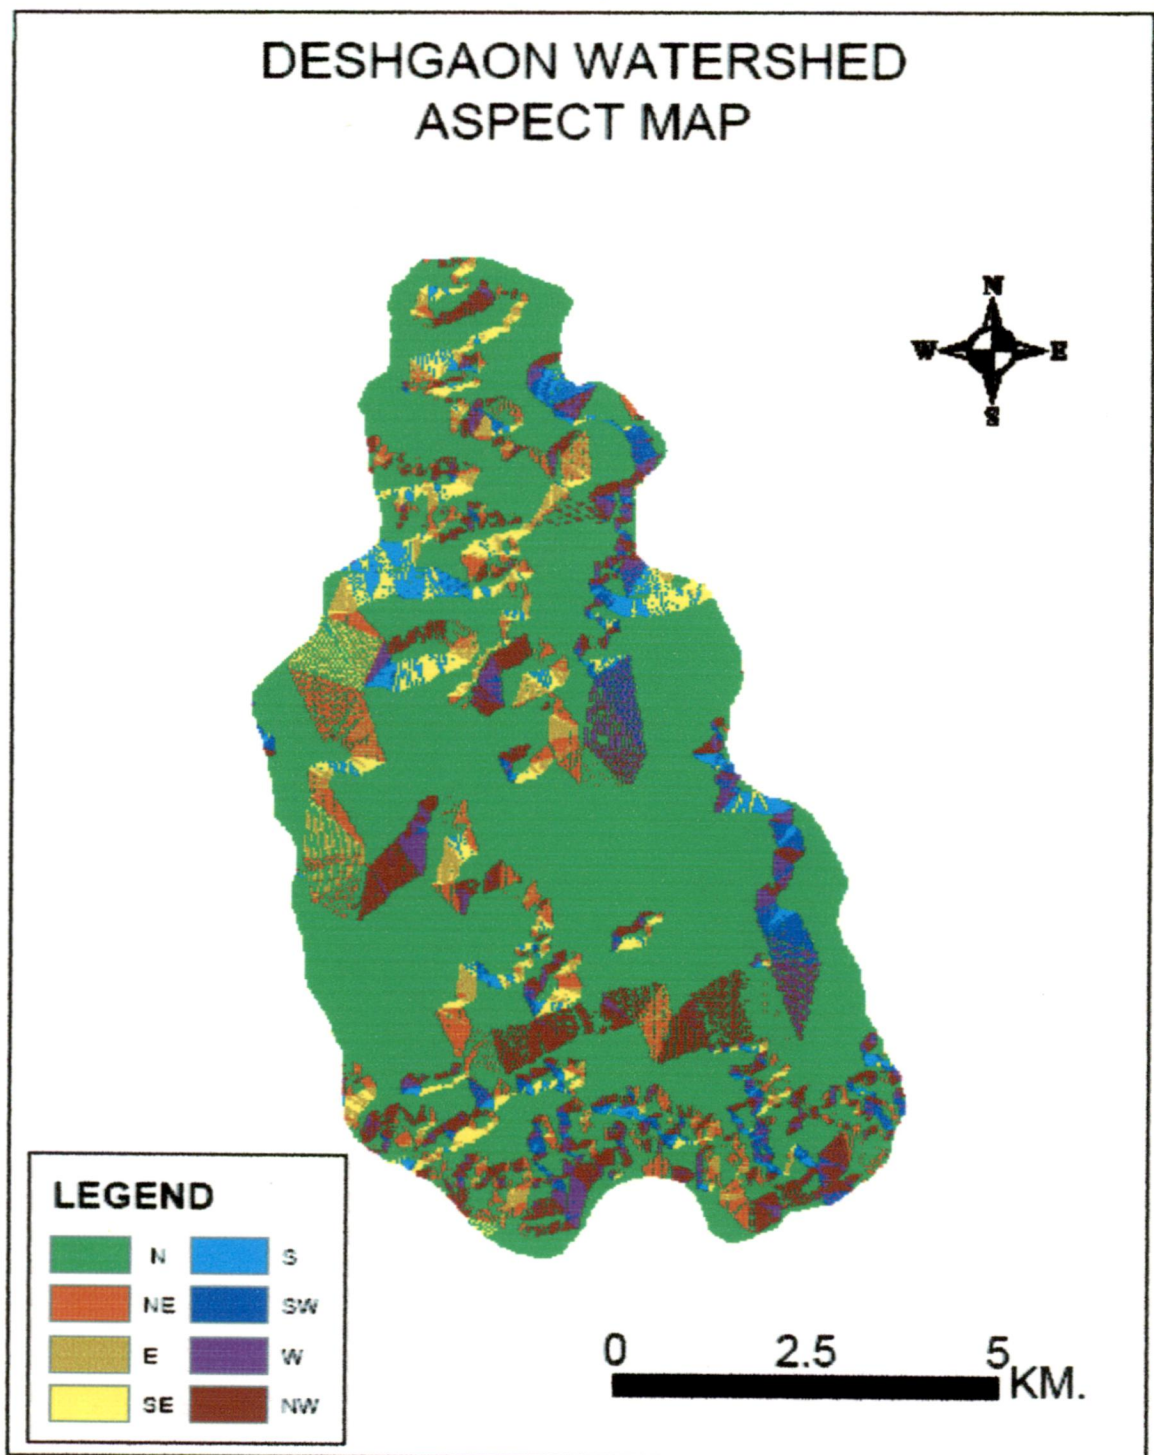 DESHGAON WATERSHED
ASPECT MAP
N
W E
S
LEGEND
N S
NE SW
E W
SE NW
0 2.5 5
KM.